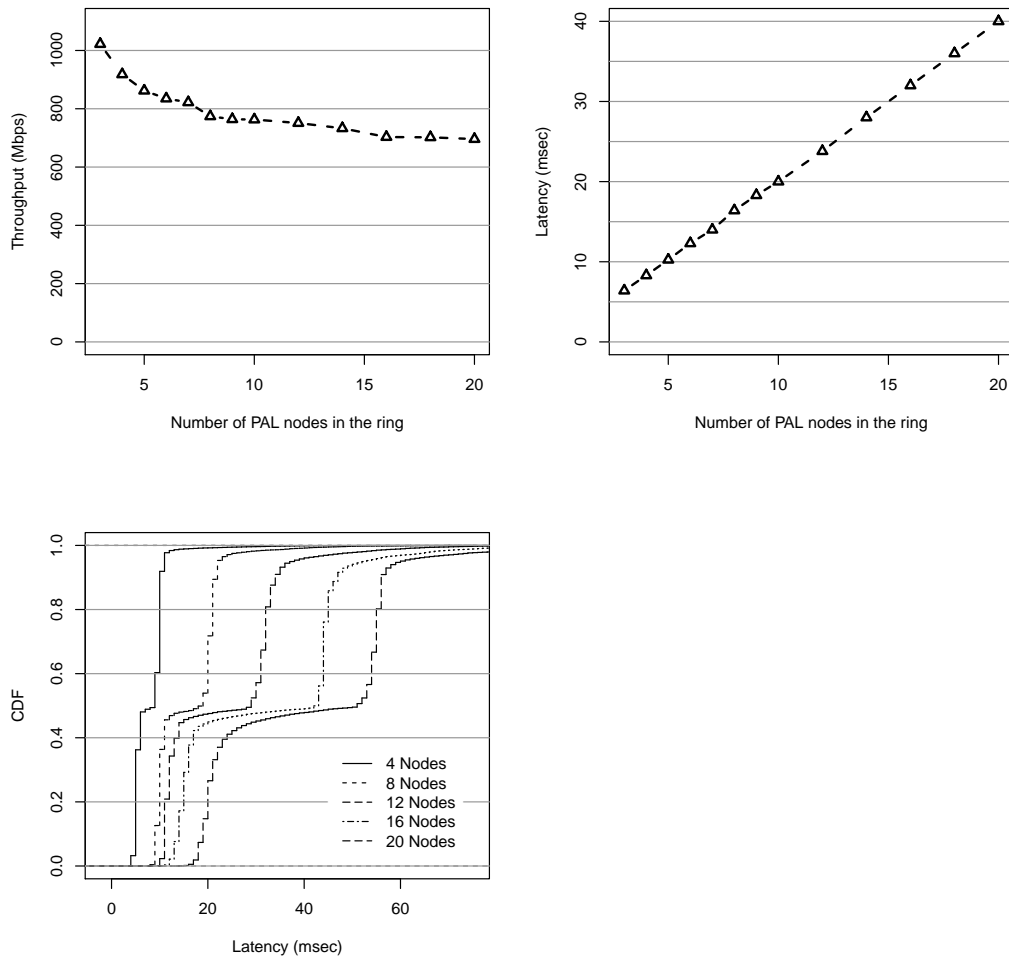 Throughput (Mbps)
0
200
400
600
800
1000
5
10
15
20
Number of PAL nodes in the ring
Latency (msec)
0
10
20
30
40
5
10
15
20
Number of PAL nodes in the ring
CDF
0.0
0.2
0.4
0.6
0.8
1.0
4 Nodes
8 Nodes
12 Nodes
16 Nodes
20 Nodes
0
20
40
60
Latency (msec)